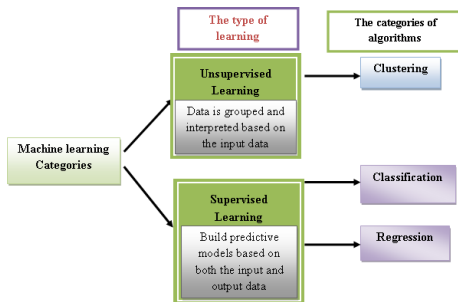 The type of
learning
The categories of
algorithms
Unsupervised
Learning
Data is grouped and
interpreted based on
the input data
Clustering
Machine learning
Categories
Supervised
Learning
Build predictive
models based on
both the input and
output data
Classification
Regression